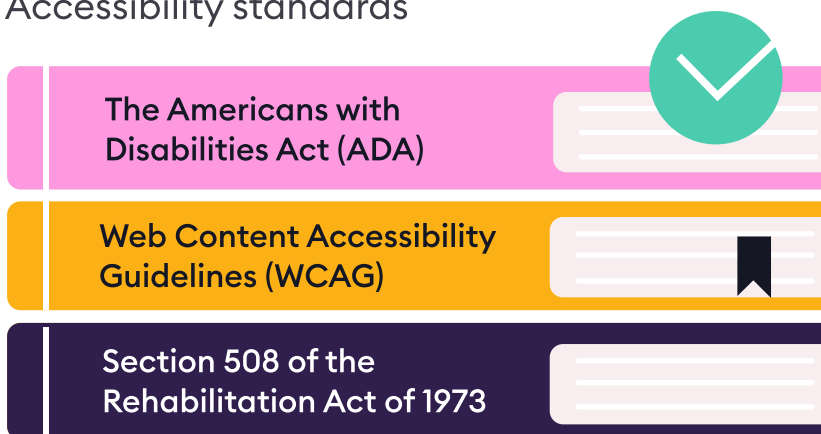 Accessibility standards
The Americans with
Disabilities Act (ADA)
Web Content Accessibility
Guidelines (WCAG)
Section 508 of the
Rehabilitation Act of 1973